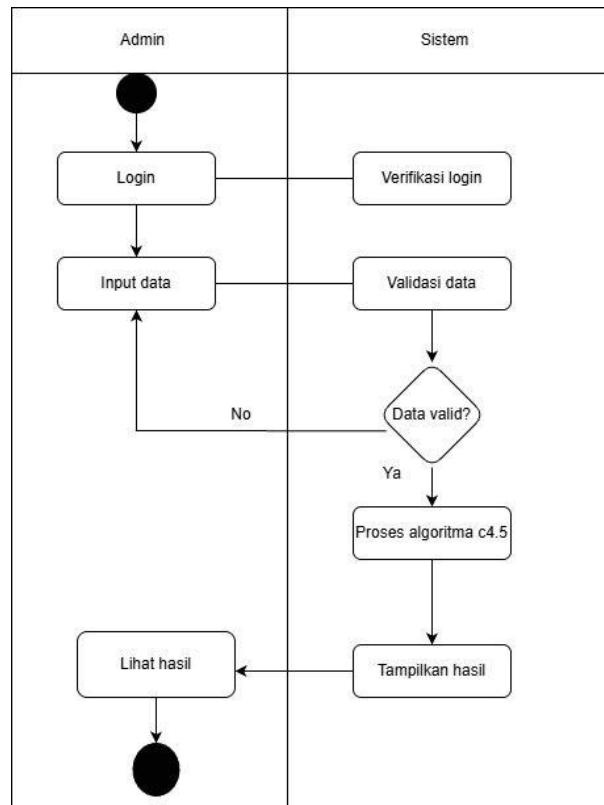 Admin
Sistem
Login
Verifikasi login
Input data
Validasi data
Data valid?
No
Ya
Proses algoritma c4.5
Lihat hasil
Tampilkan hasil